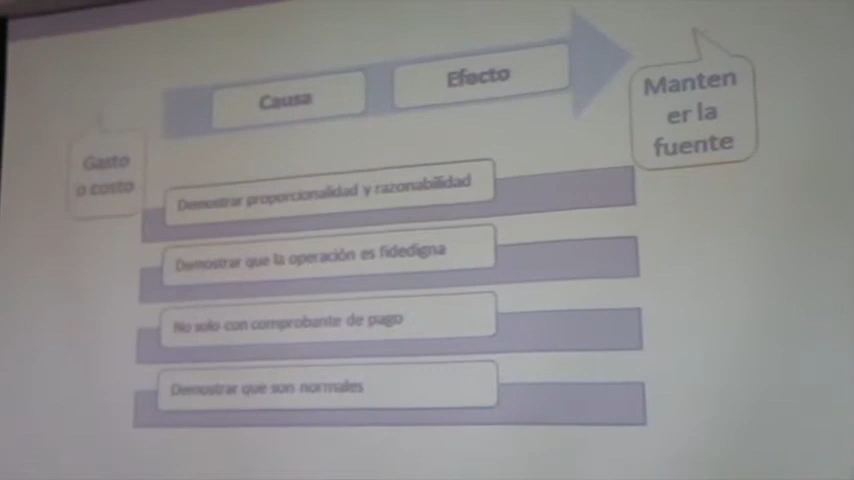 Causa
Efecto
Manten
er la
fuente
Gasto
o costo
Demostrar proporcionalidad y razonabilidad
Demostrar que la operación es fidedigna
No solo con comprobante de pago
Demostrar que son normales